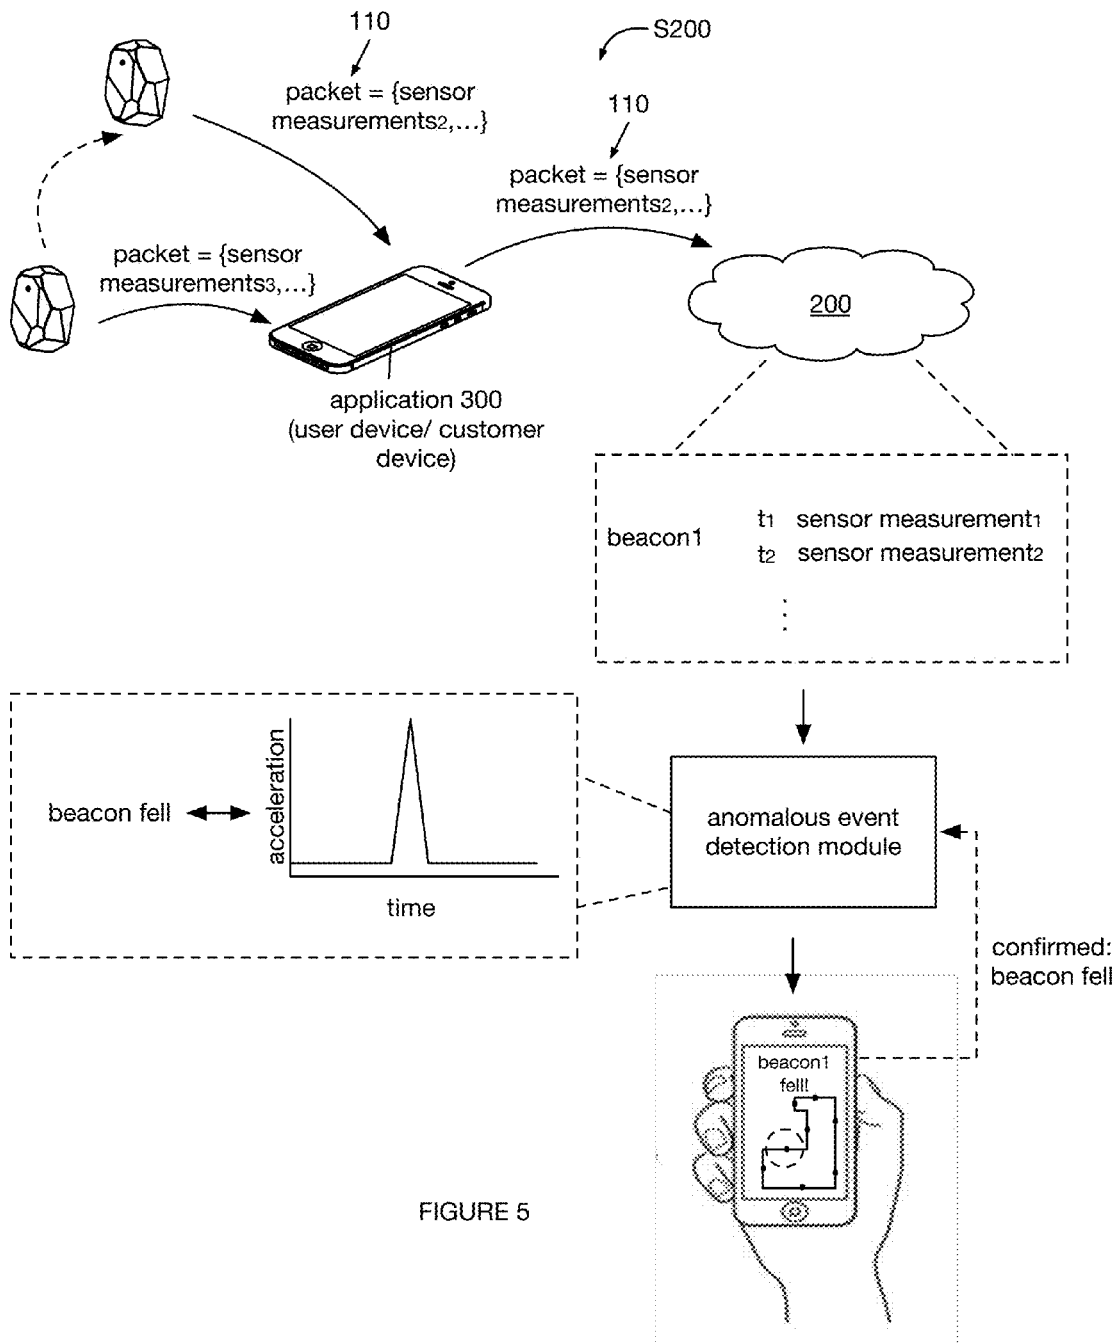 110
S200
packet = {sensor
measurements2,...}
110
packet = {sensor
measurements2,...}
packet = {sensor
measurements3,...}
200
application 300
(user device/ customer
device)
beacon1
t1 sensor measurement1
t2 sensor measurement2
beacon fell
acceleration
time
anomalous event
detection module
confirmed:
beacon fell
beacon1
fell!
FIGURE 5